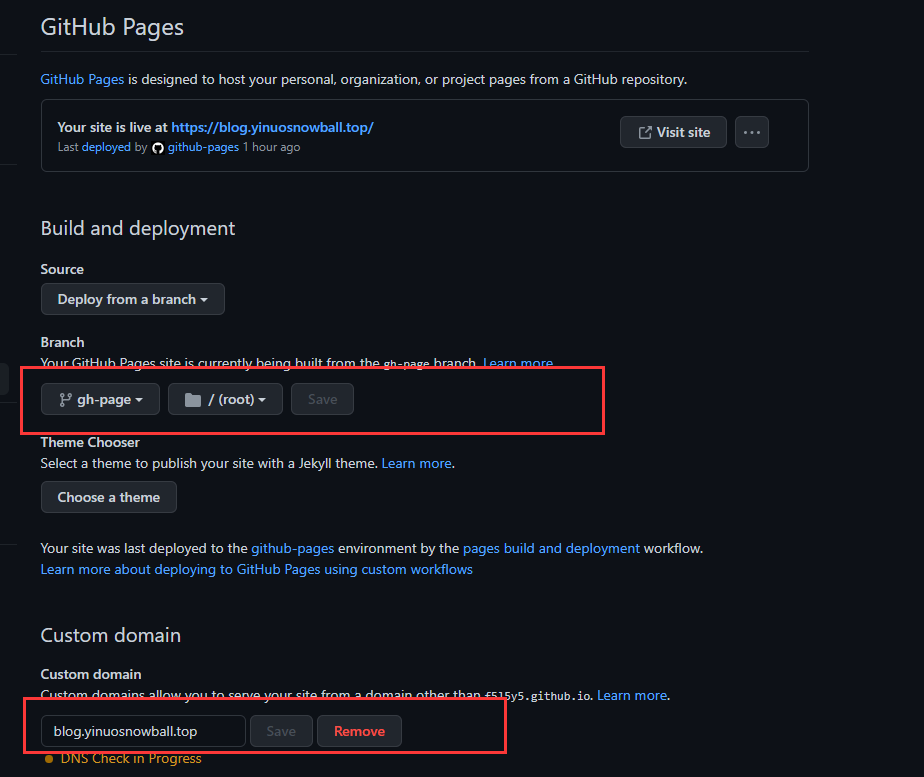 GitHub Pages
GitHub Pages is designed to host your personal, organization, or project pages from a GitHub repository.
Your site is live at https://blog.yinuosnowball.top/
Last deployed by github-pages 1 hour ago
Visit site
Build and deployment
Source
Deploy from a branch
Branch
Your GitHub Pages site is currently being built from the gh-page branch. Learn more.
gh-page
/ (root)
Save
Theme Chooser
Select a theme to publish your site with a Jekyll theme. Learn more.
Choose a theme
Your site was last deployed to the github-pages environment by the pages build and deployment workflow.
Learn more about deploying to GitHub Pages using custom workflows
Custom domain
Custom domain
Custom domains allow you to serve your site from a domain other than f515y5.github.io. Learn more.
blog.yinuosnowball.top
Save
Remove
DNS Check in Progress